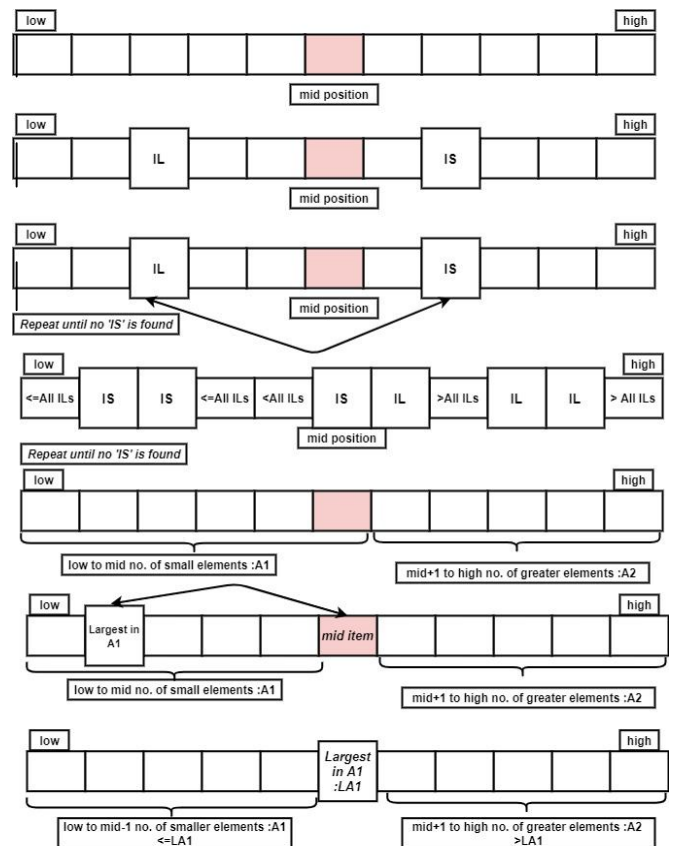 low high
mid position
low high
IL IS
mid position
low high
IL IS
mid position
Repeat until no 'IS' is found
low high
<=All ILs IS IS <=All ILs <All ILs IS IL >All ILs IL IL > All ILs
mid position
Repeat until no 'IS' is found
low high
low to mid no. of small elements :A1
mid+1 to high no. of greater elements :A2
low high
Largest in
A1
mid item
low to mid no. of small elements :A1
mid+1 to high no. of greater elements :A2
low high
Largest
in A1
:LA1
low to mid-1 no. of smaller elements :A1
<=LA1
mid+1 to high no. of greater elements :A2
>LA1